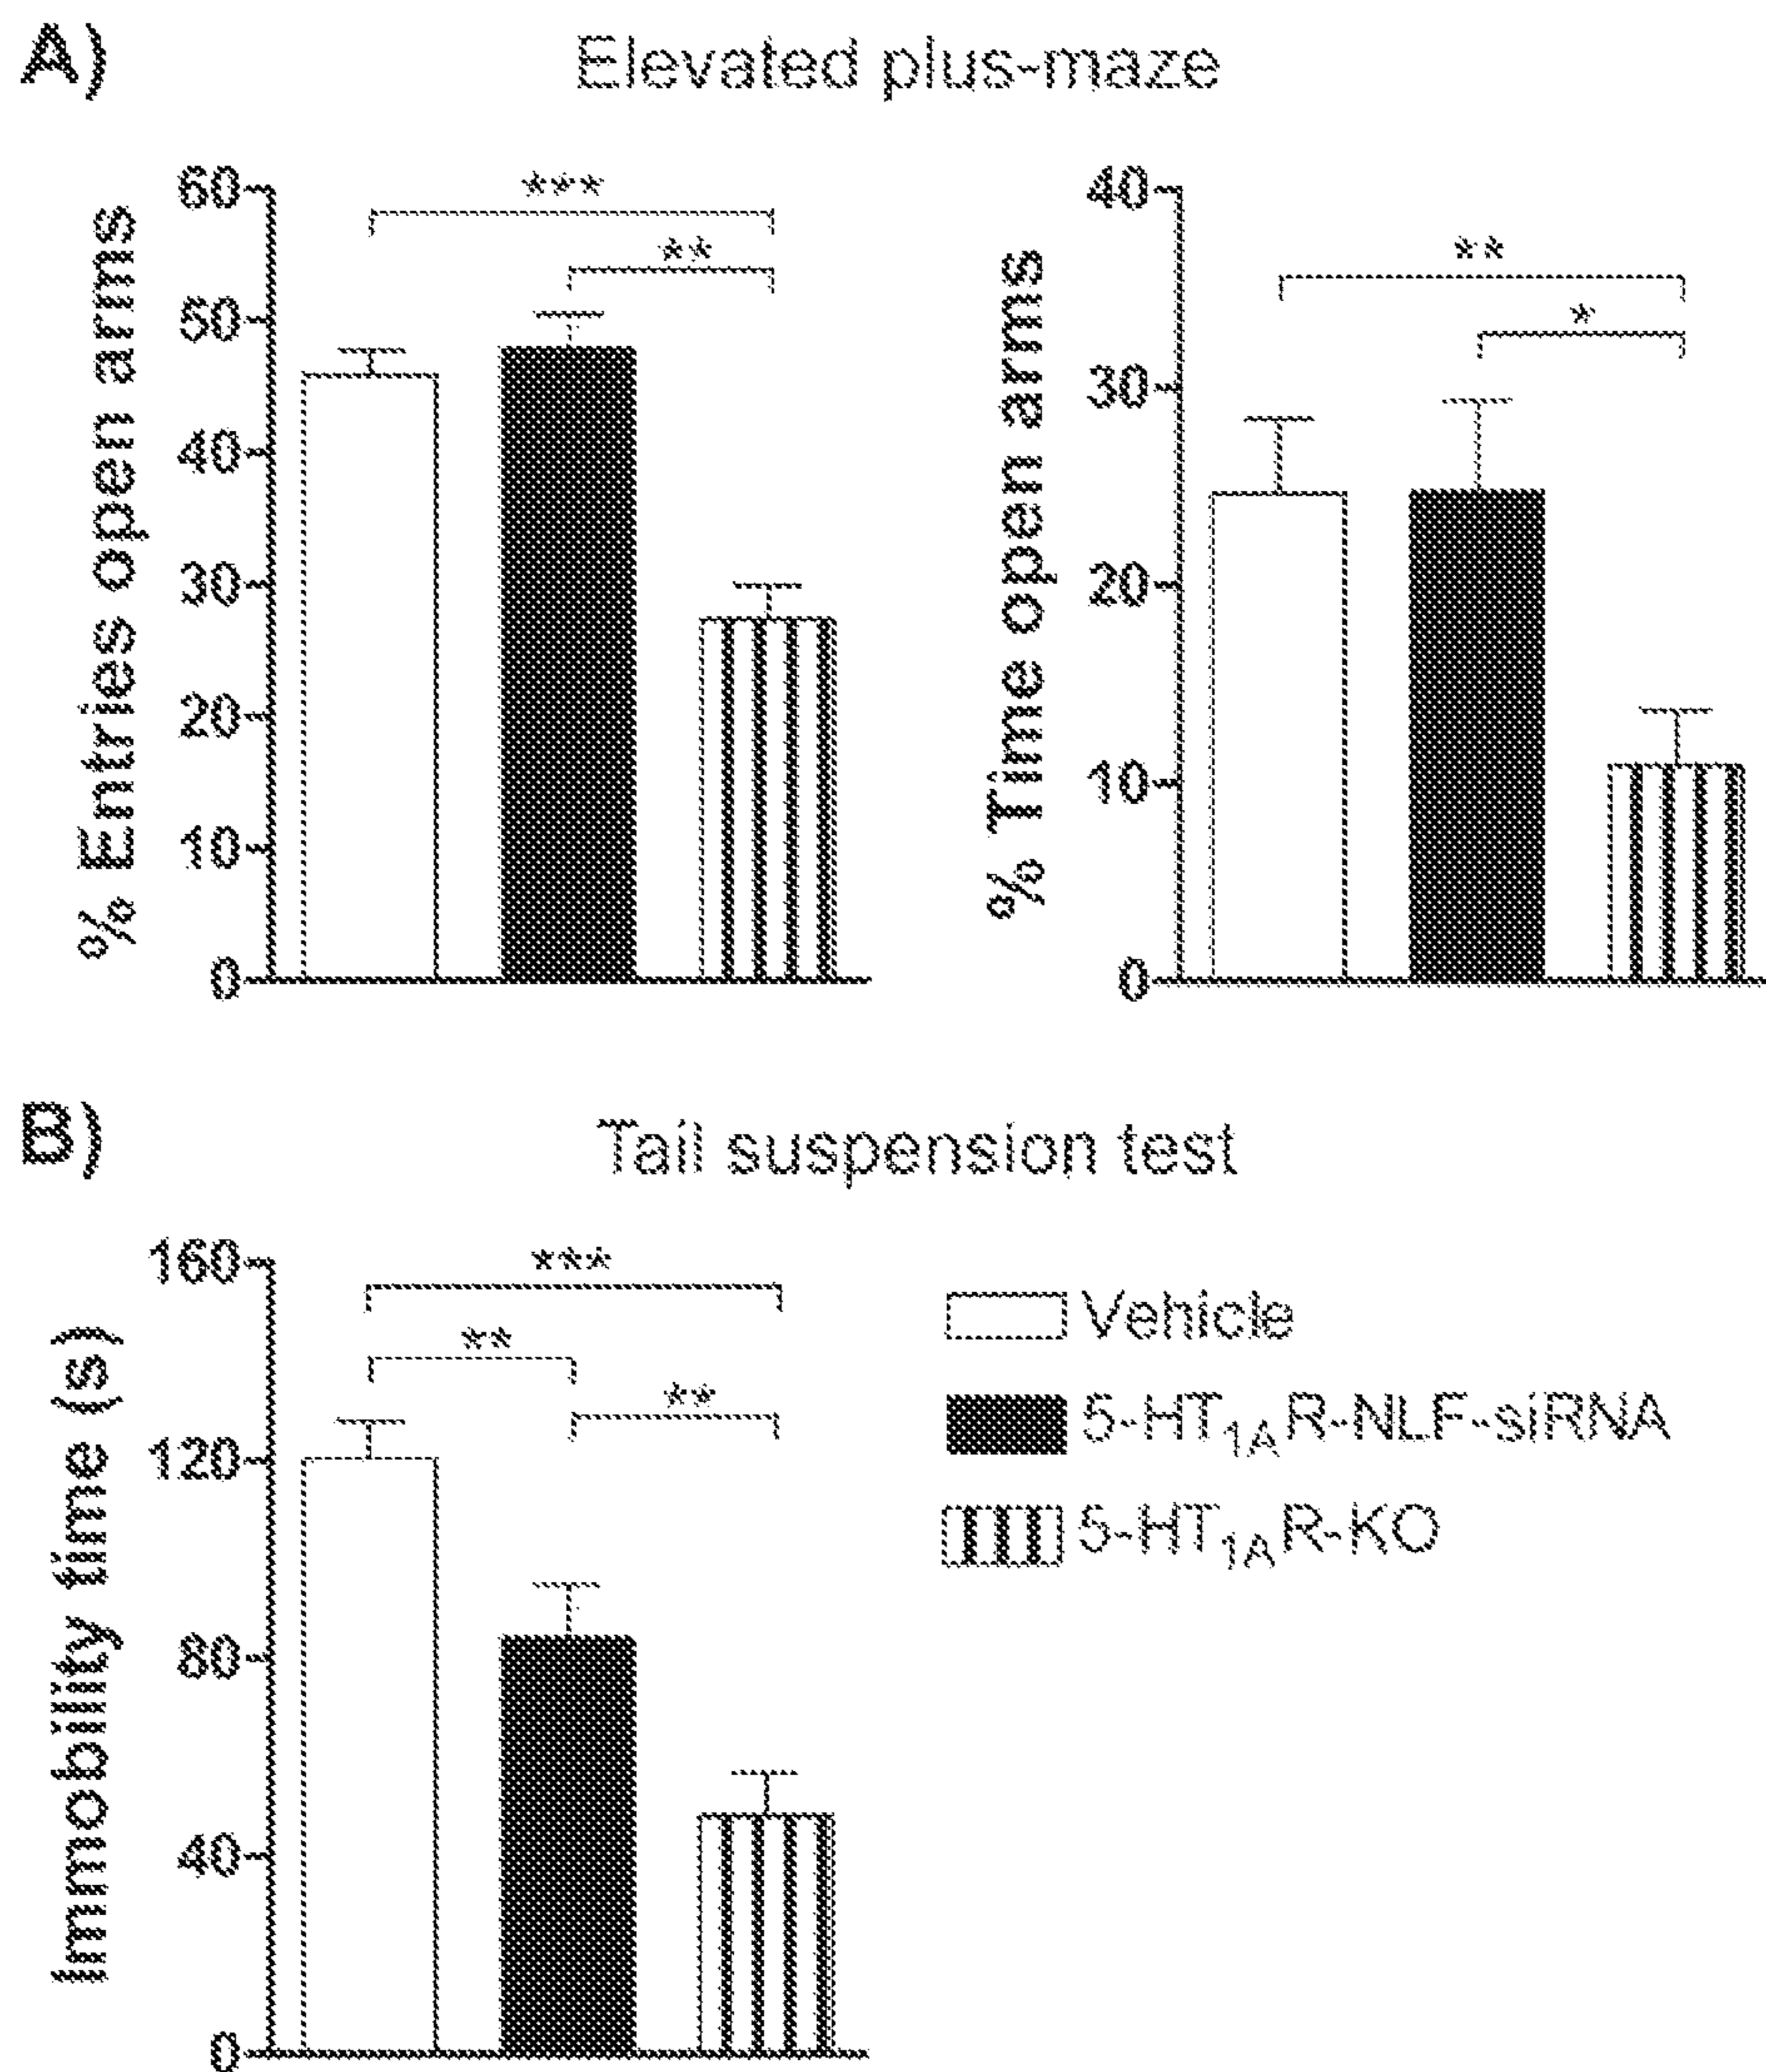 A)
Elevated plus-maze
% Entries open arms
60
50
40
30
20
10
0
***
**
% Time open arms
40
30
20
10
0
**
*
B)
Tail suspension test
Immobility time (s)
160
120
80
40
0
***
**
**
Vehicle
5-HT1AR-NLF-siRNA
5-HT1AR-KO